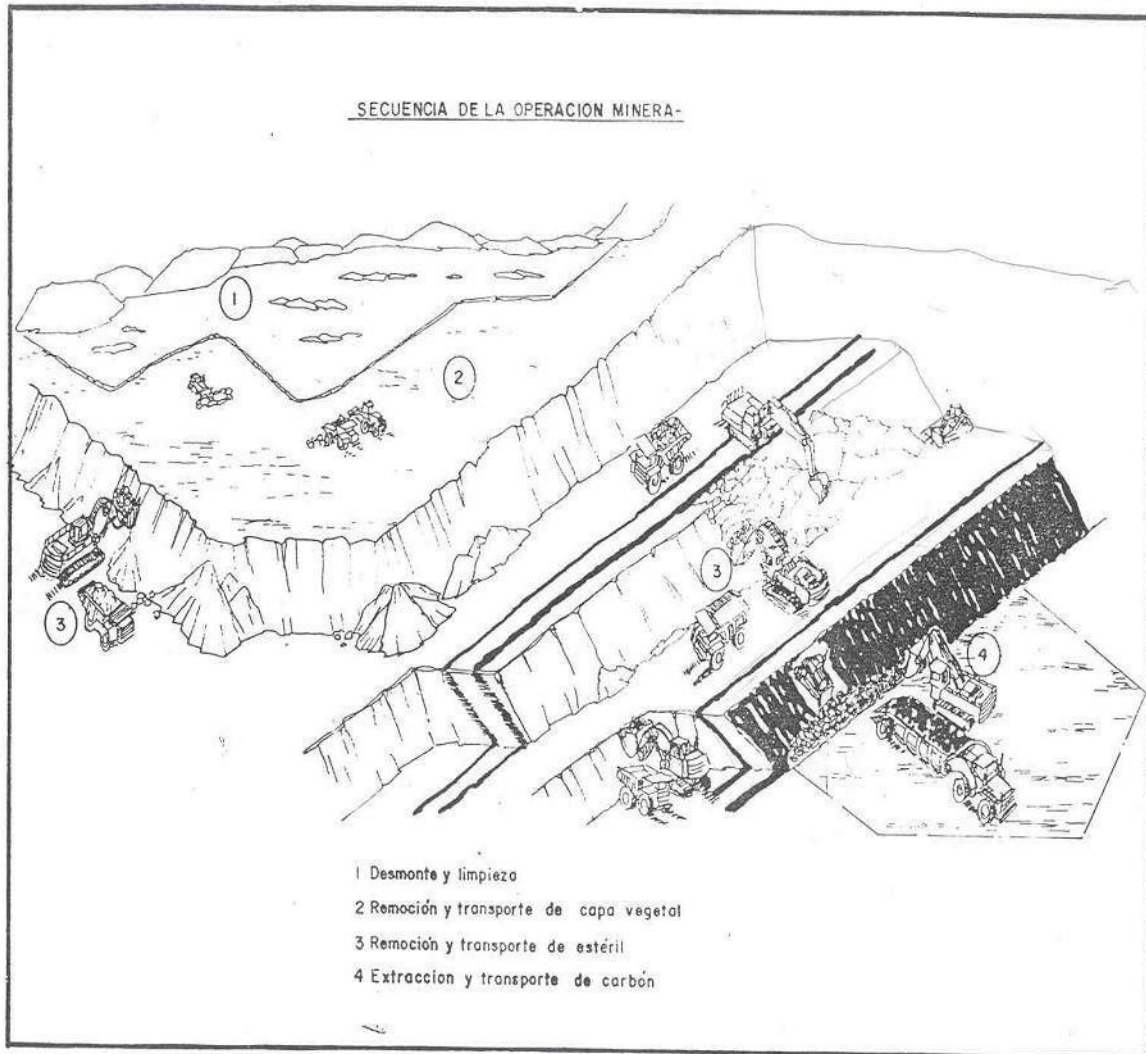 SECUENCIA DE LA OPERACION MINERA-
1
2
3
3
4
1 Desmonte y limpieza
2 Remoción y transporte de capa vegetal
3 Remoción y transporte de estéril
4 Extraccion y transporte de carbón